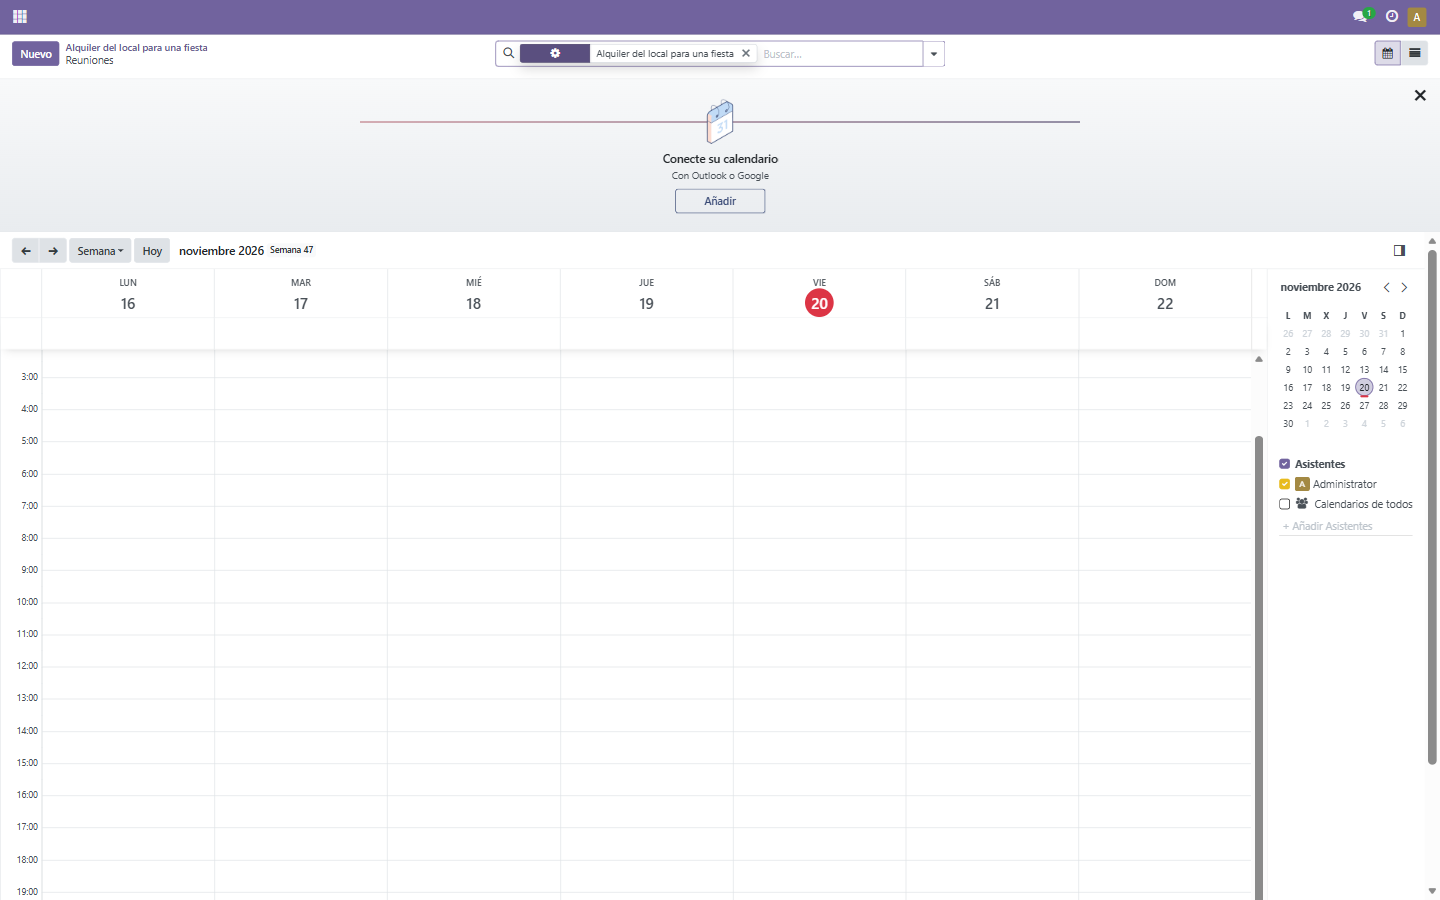 1
A
Nuevo
Alquiler del local para una fiesta
Reuniones
Alquiler del local para una fiesta
Buscar...
31
Conecte su calendario
Con Outlook o Google
Añadir
Semana
Hoy
noviembre 2026
Semana 47
LUN
MAR
MIÉ
JUE
VIE
SÁB
DOM
16
17
18
19
20
21
22
3:00
4:00
5:00
6:00
7:00
8:00
9:00
10:00
11:00
12:00
13:00
14:00
15:00
16:00
17:00
18:00
19:00
noviembre 2026
L M X J V S D
26 27 28 29 30 31 1
2 3 4 5 6 7 8
9 10 11 12 13 14 15
16 17 18 19 20 21 22
23 24 25 26 27 28 29
30 1 2 3 4 5 6
Asistentes
A Administrator
Calendarios de todos
+ Añadir Asistentes